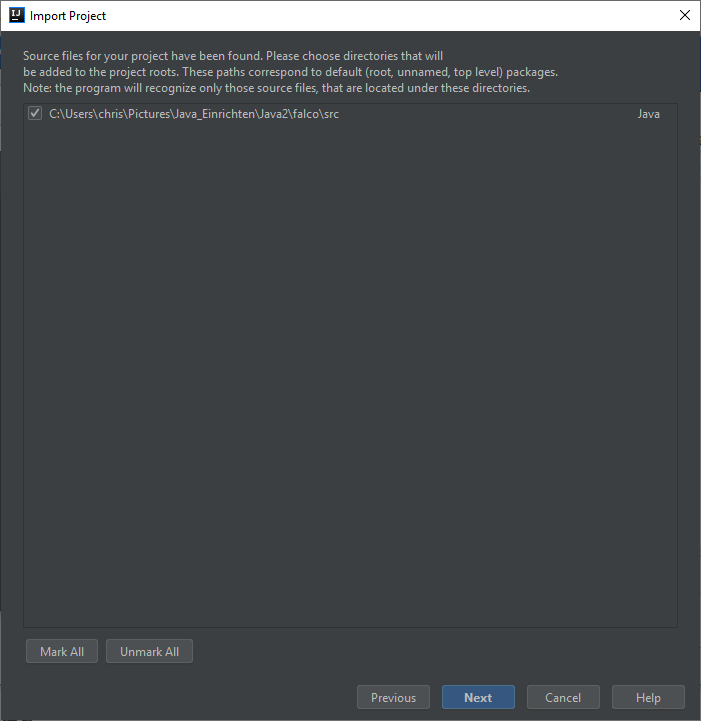 IJ Import Project
Source files for your project have been found. Please choose directories that will
be added to the project roots. These paths correspond to default (root, unnamed, top level) packages.
Note: the program will recognize only those source files, that are located under these directories.
C:\Users\chris\Pictures\Java_Einrichten\Java2\falco\src Java
Mark All Unmark All
Previous Next Cancel Help